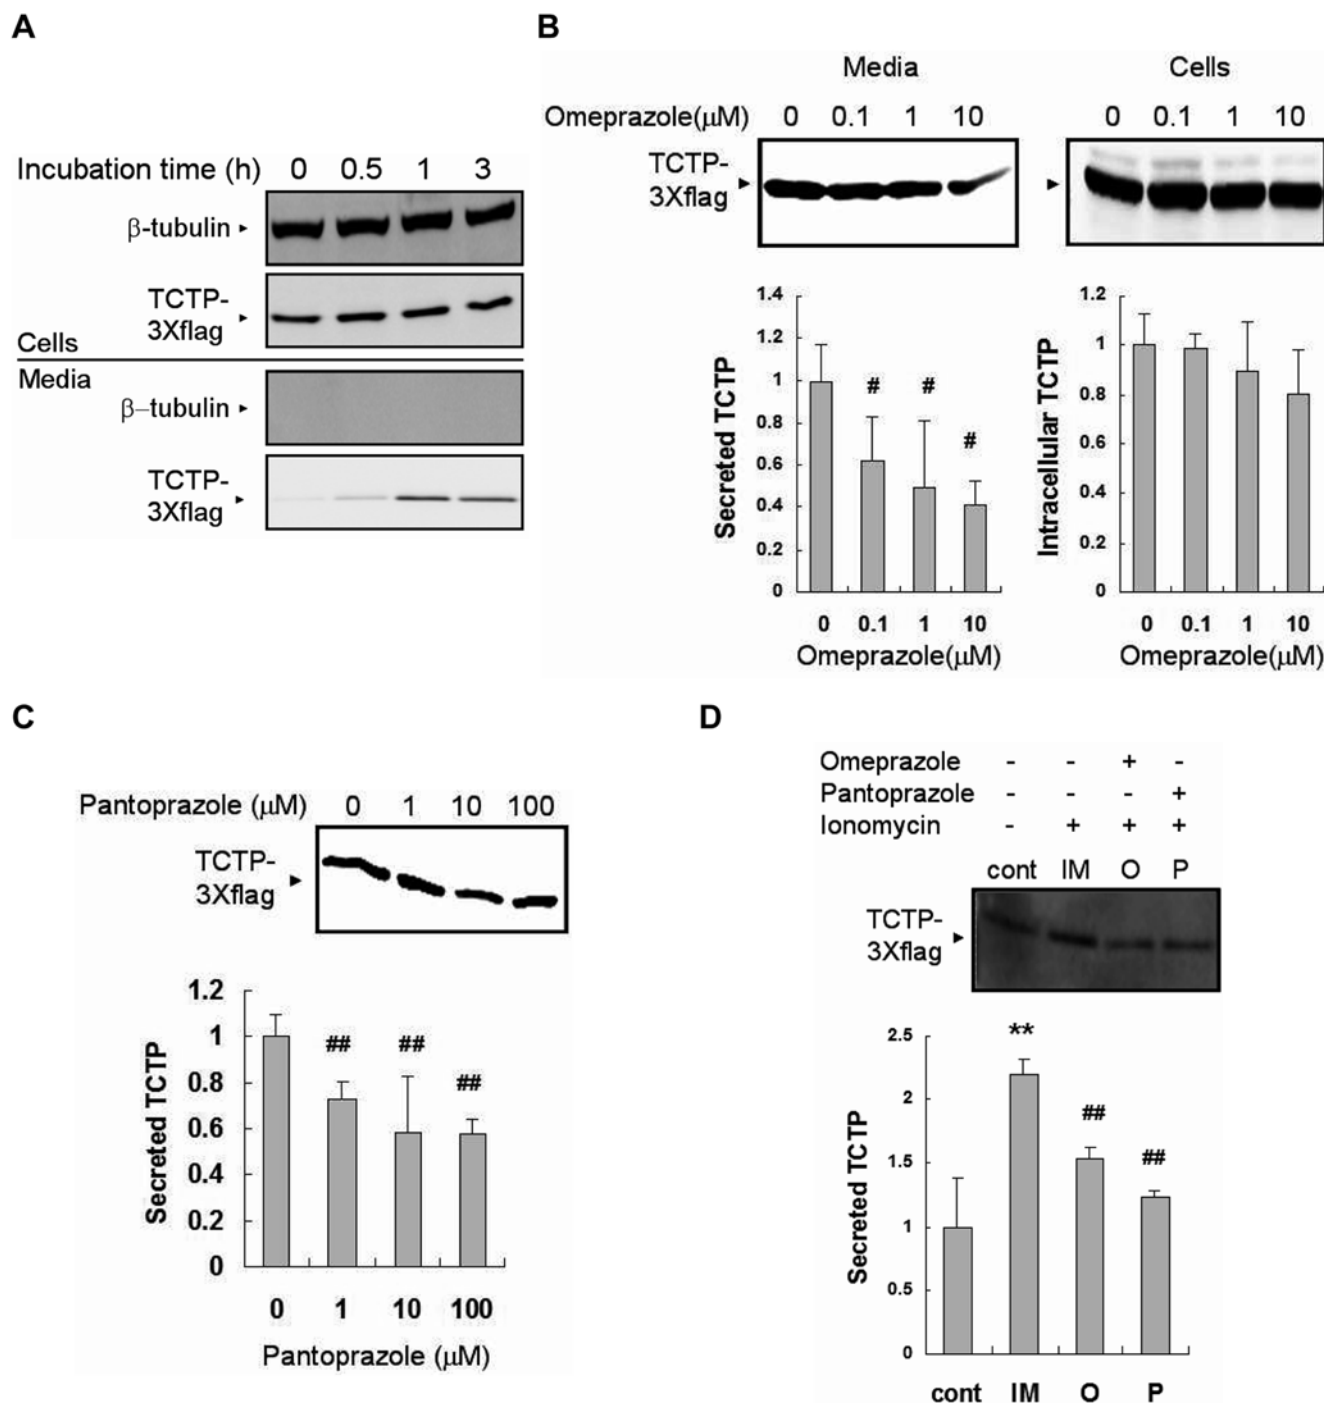 A
Incubation time (h) 0 0.5 1 3
β-tubulin
TCTP-
3Xflag
Cells
Media
β–tubulin
TCTP-
3Xflag
B
Media
Cells
Omeprazole(μM) 0 0.1 1 10
0 0.1 1 10
TCTP-
3Xflag
1.4
1.2
1
0.8
0.6
0.4
0.2
0
Secreted TCTP
# # #
0 0.1 1 10
Omeprazole(μM)
1.2
1
0.8
0.6
0.4
0.2
0
Intracellular TCTP
0 0.1 1 10
Omeprazole(μM)
C
Pantoprazole (μM) 0 1 10 100
TCTP-
3Xflag
1.2
1
0.8
0.6
0.4
0.2
0
Secreted TCTP
## ## ##
0 1 10 100
Pantoprazole (μM)
D
Omeprazole - - + -
Pantoprazole - - - +
Ionomycin - + + +
cont IM O P
TCTP-
3Xflag
2.5
2
1.5
1
0.5
0
Secreted TCTP
** ## ##
cont IM O P